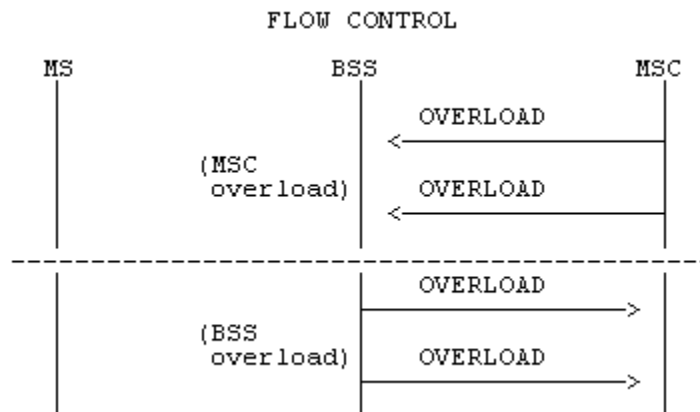 FLOW CONTROL
MS BSS MSC
OVERLOAD
(MSC
overload)
OVERLOAD
OVERLOAD
(BSS
overload)
OVERLOAD